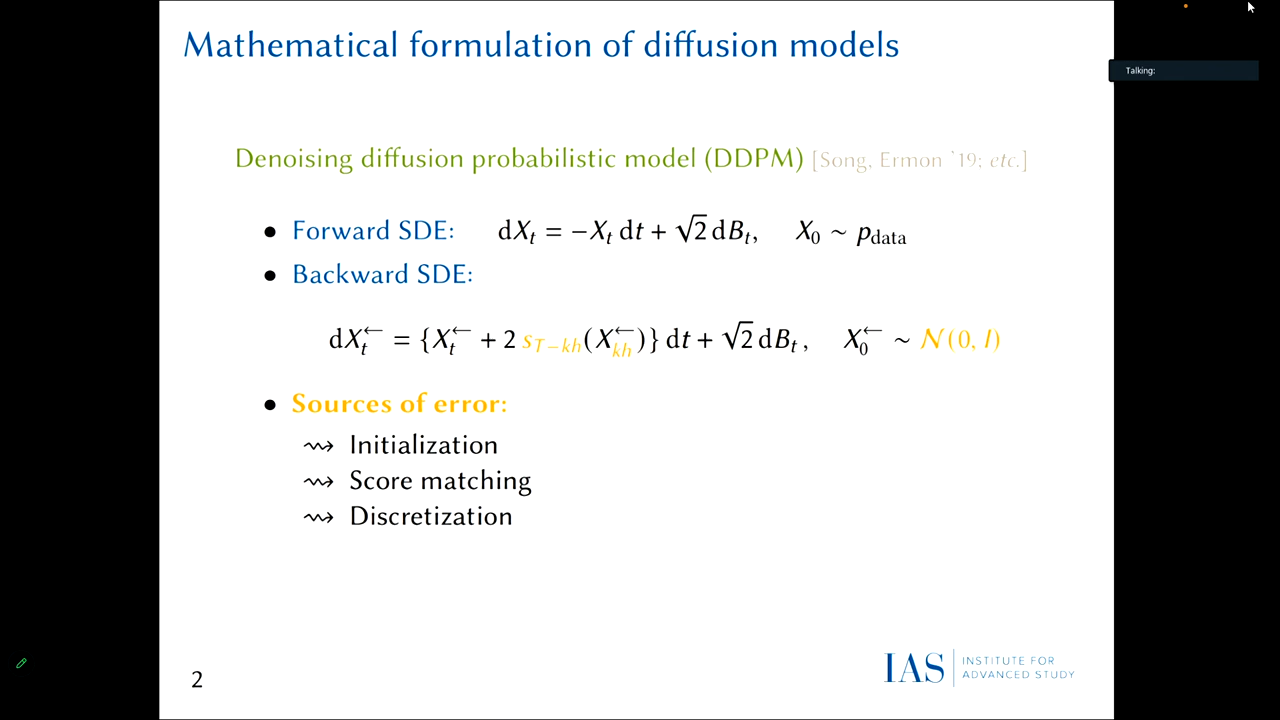 Mathematical formulation of diffusion models
Talking:
Denoising diffusion probabilistic model (DDPM) [Song, Ermon `19; etc.]
• Forward SDE: dX_t = −X_t dt + √2 dB_t, X_0 ∼ p_data
• Backward SDE:
dX_t^← = {X_t^← + 2 s_{T−kh}(X_{kh}^←)} dt + √2 dB_t, X_0^← ∼ 𝒩(0, I)
• Sources of error:
⇝ Initialization
⇝ Score matching
⇝ Discretization
2
IAS INSTITUTE FOR
ADVANCED STUDY